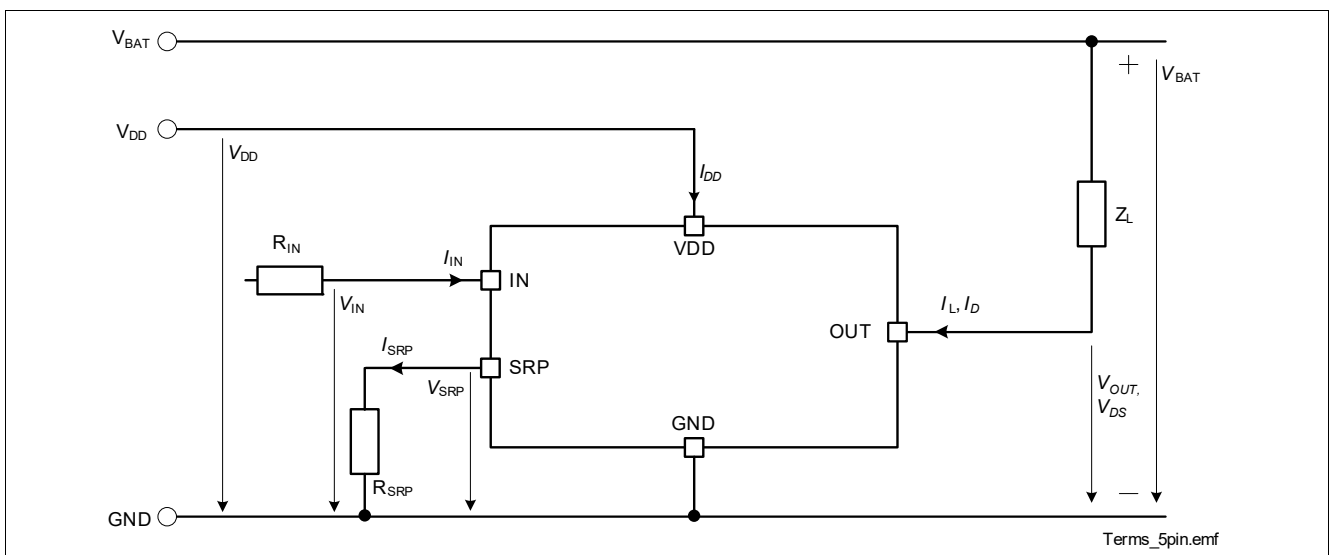 VBAT
VBAT
VDD
VDD
IDD
RIN
IIN
IN
VIN
VDD
ZL
IL, ID
OUT
ISRP
SRP
VSRP
VOUT,
VDS
GND
RSRP
GND
+
–
Terms_5pin.emf